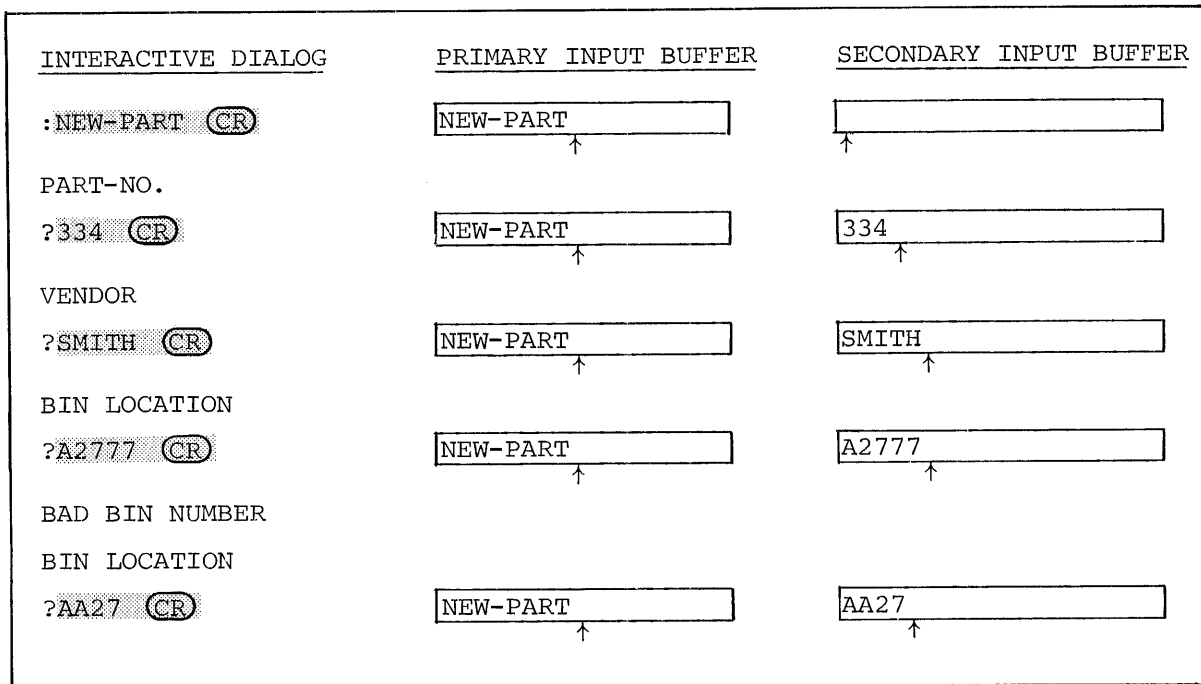 INTERACTIVE DIALOG PRIMARY INPUT BUFFER SECONDARY INPUT BUFFER
:NEW-PART CR NEW-PART
↑ ↑
PART-NO.
?334 CR NEW-PART 334
↑ ↑
VENDOR
?SMITH CR NEW-PART SMITH
↑ ↑
BIN LOCATION
?A2777 CR NEW-PART A2777
↑ ↑
BAD BIN NUMBER
BIN LOCATION
?AA27 CR NEW-PART AA27
↑ ↑